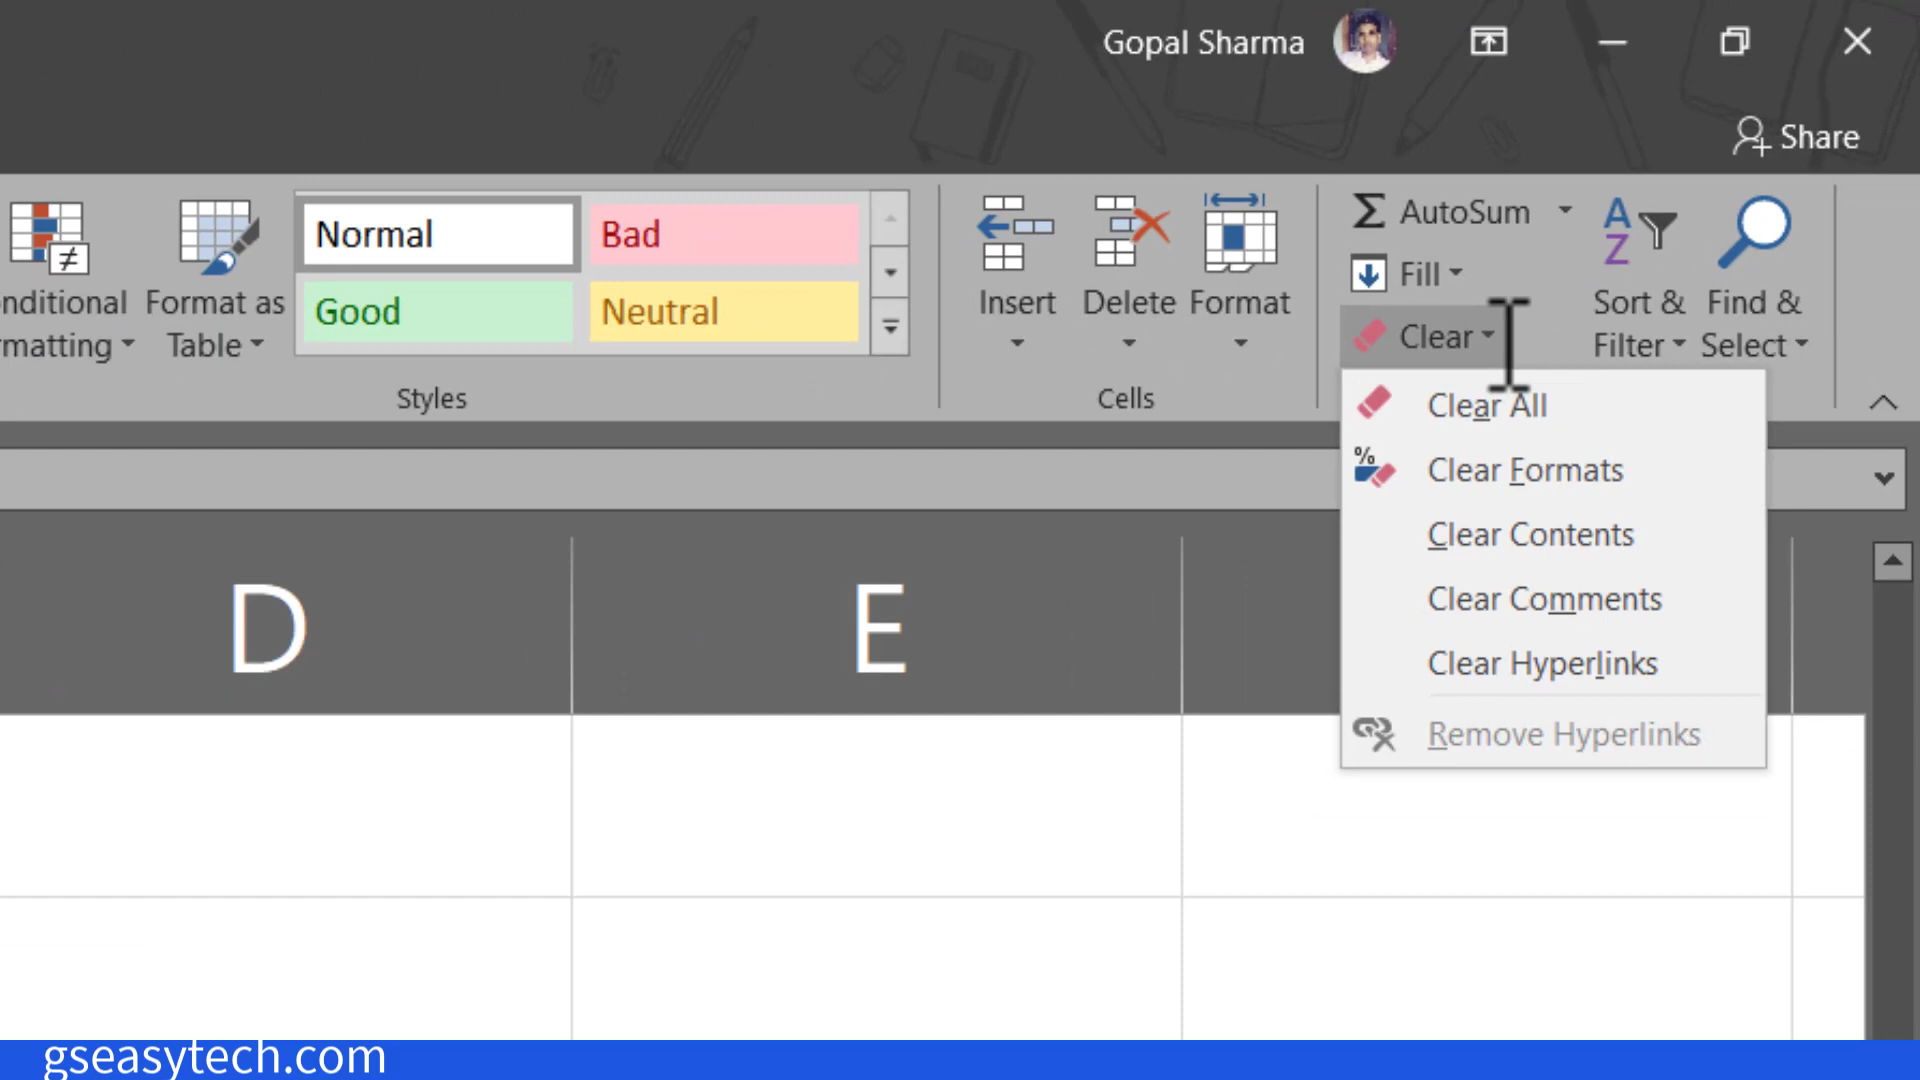 Gopal Sharma
Share
nditional
rmatting
Format as
Table
Normal
Bad
Good
Neutral
Styles
Insert
Delete
Format
Cells
Σ AutoSum
Fill
Clear
A
Z
Sort &
Filter
Find &
Select
Clear All
%
Clear Formats
Clear Contents
Clear Comments
Clear Hyperlinks
Remove Hyperlinks
D
E
gseasytech.com